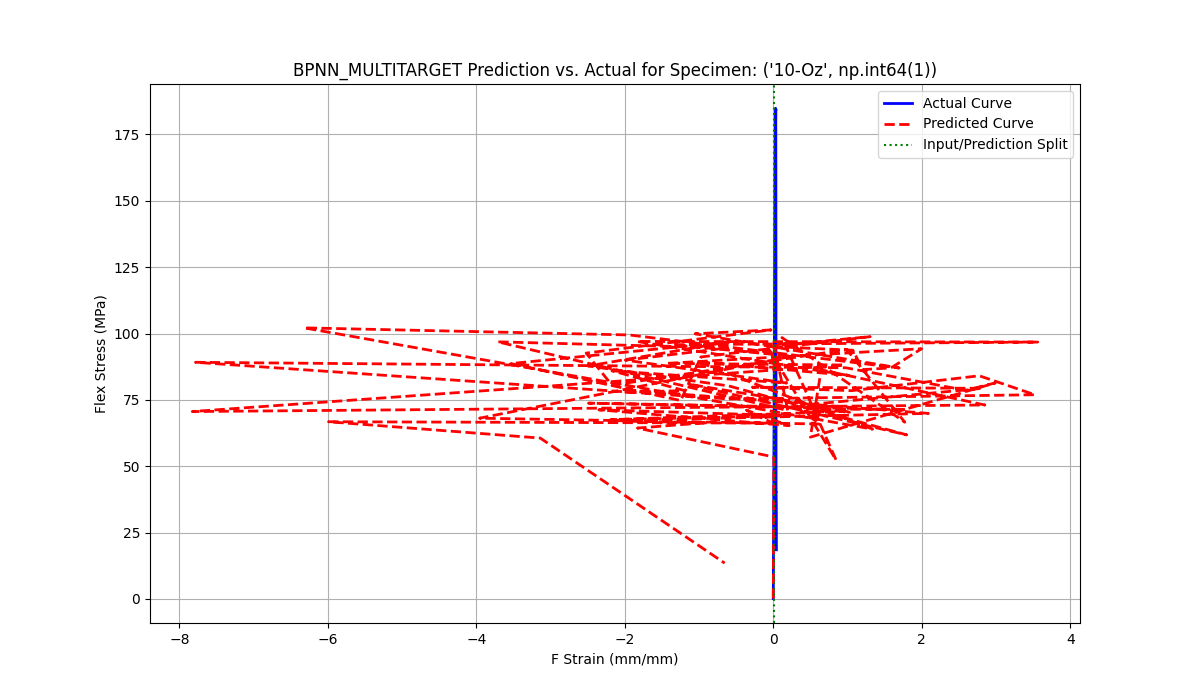 BPNN_MULTITARGET Prediction vs. Actual for Specimen: ('10-Oz', np.int64(1))
Actual Curve
Predicted Curve
Input/Prediction Split
175
150
125
100
75
50
25
0
Flex Stress (MPa)
−8
−6
−4
−2
0
2
4
F Strain (mm/mm)